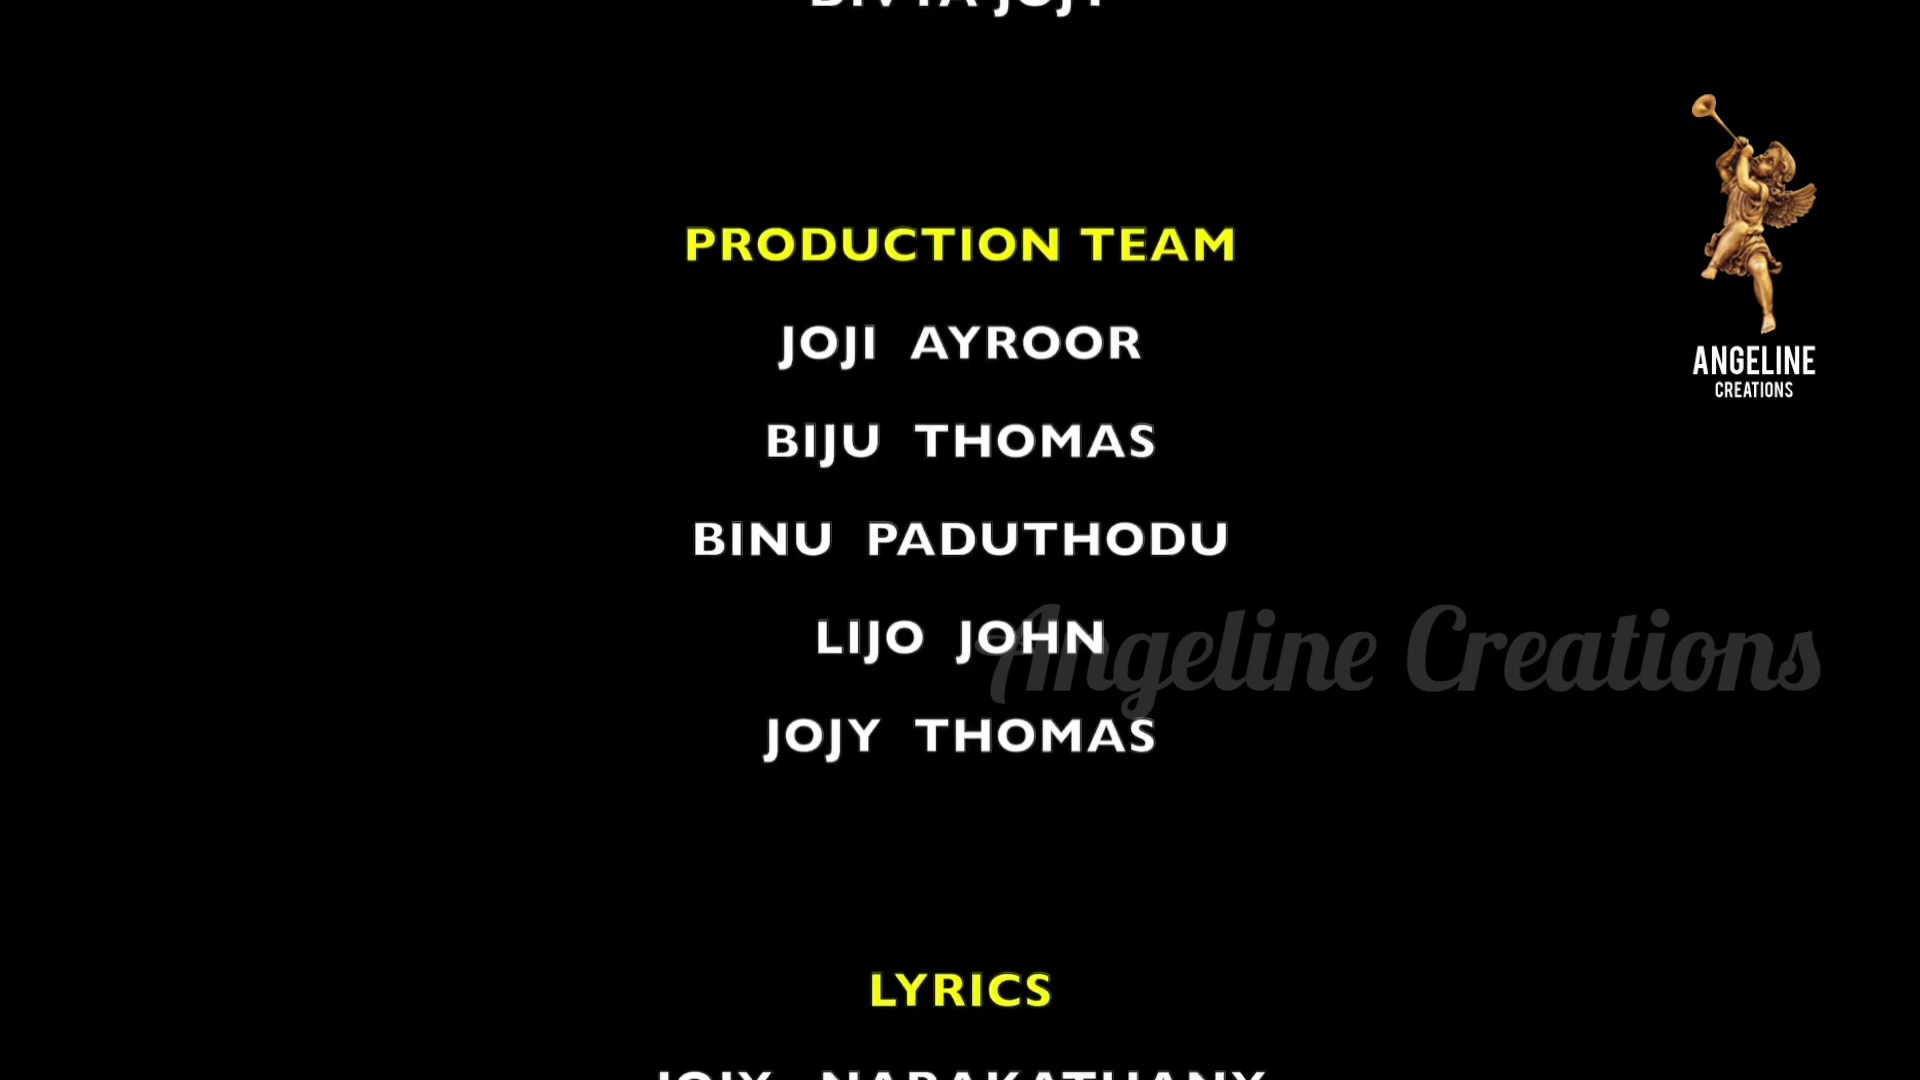 PRODUCTION TEAM
JOJI AYROOR
BIJU THOMAS
BINU PADUTHODU
LIJO JOHN
JOJY THOMAS
LYRICS
ANGELINE
CREATIONS
Angeline Creations